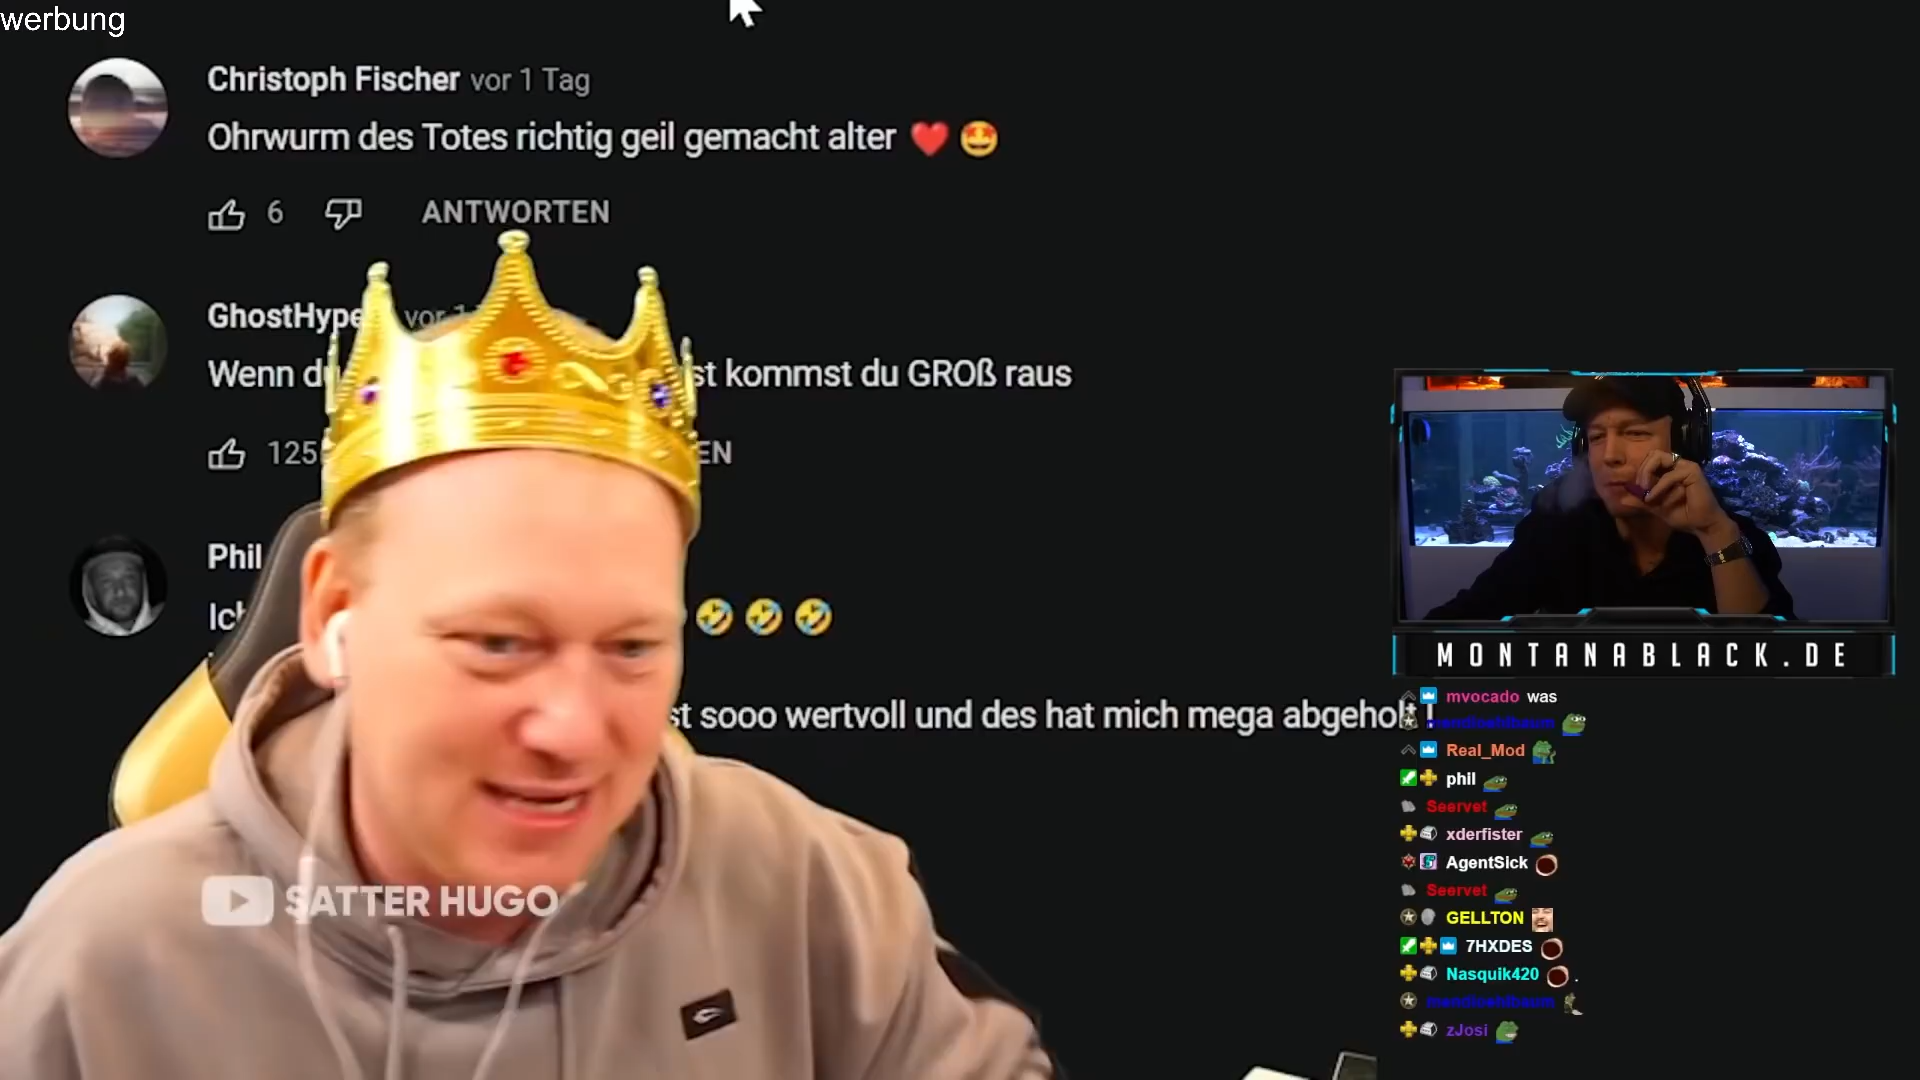 werbung
Christoph Fischer vor 1 Tag
Ohrwurm des Totes richtig geil gemacht alter
6 ANTWORTEN
GhostHype vor 1
Wenn st kommst du GROß raus
125 EN
Phil
st sooo wertvoll und des hat mich mega abgeholt !
SATTER HUGO
MONTANABLACK.DE
mvocado was
Real_Mod
phil
Seervet
xderfister
AgentSick
Seervet
GELLTON
7HXDES
Nasquik420 .
zJosi